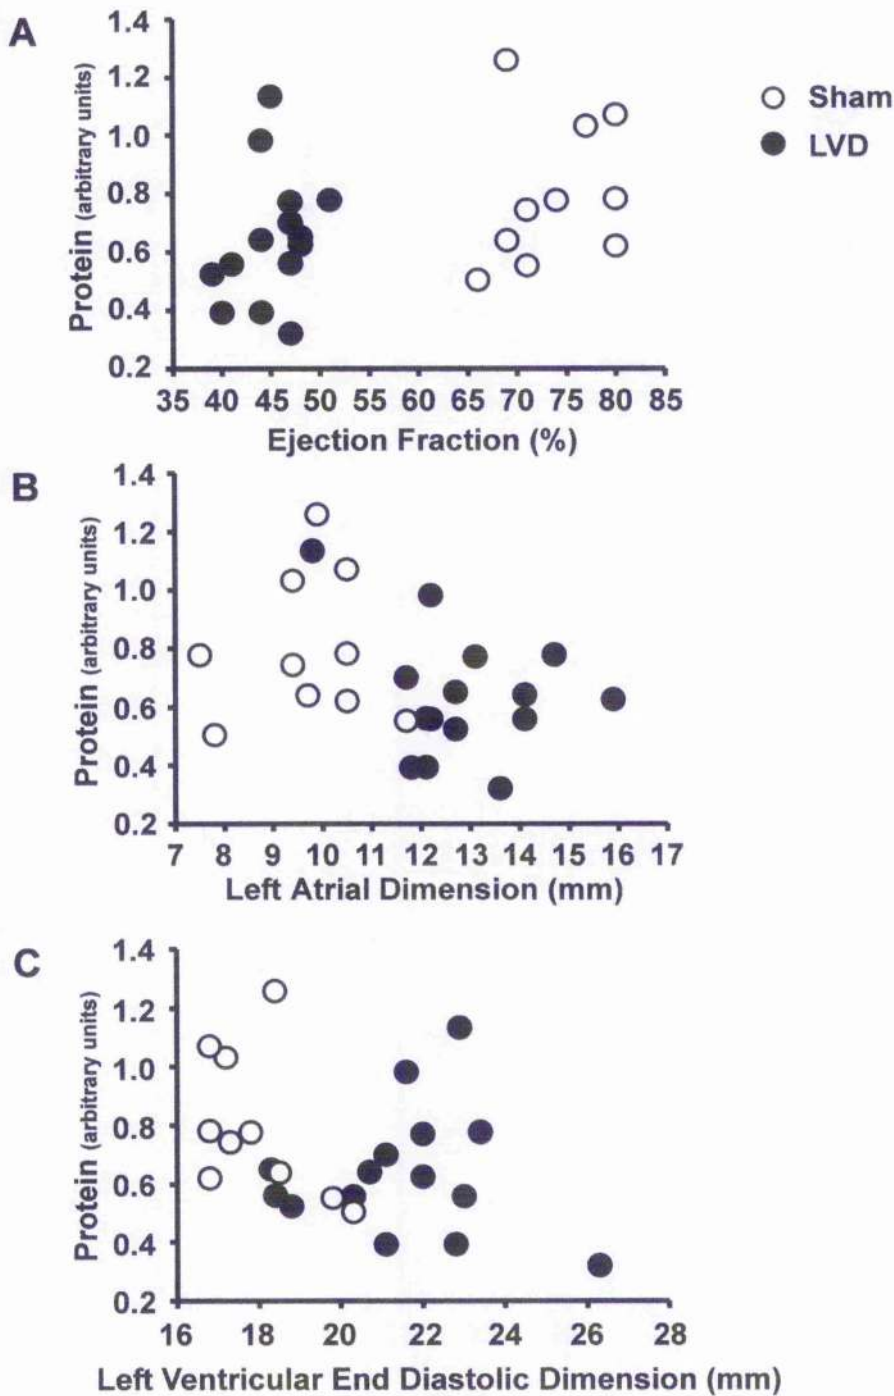 A
Protein (arbitrary units)
1.4
1.2
1.0
0.8
0.6
0.4
0.2
35 40 45 50 55 60 65 70 75 80 85
Ejection Fraction (%)
Sham
LVD
B
Protein (arbitrary units)
1.4
1.2
1.0
0.8
0.6
0.4
0.2
7 8 9 10 11 12 13 14 15 16 17
Left Atrial Dimension (mm)
C
Protein (arbitrary units)
1.4
1.2
1.0
0.8
0.6
0.4
0.2
16 18 20 22 24 26 28
Left Ventricular End Diastolic Dimension (mm)